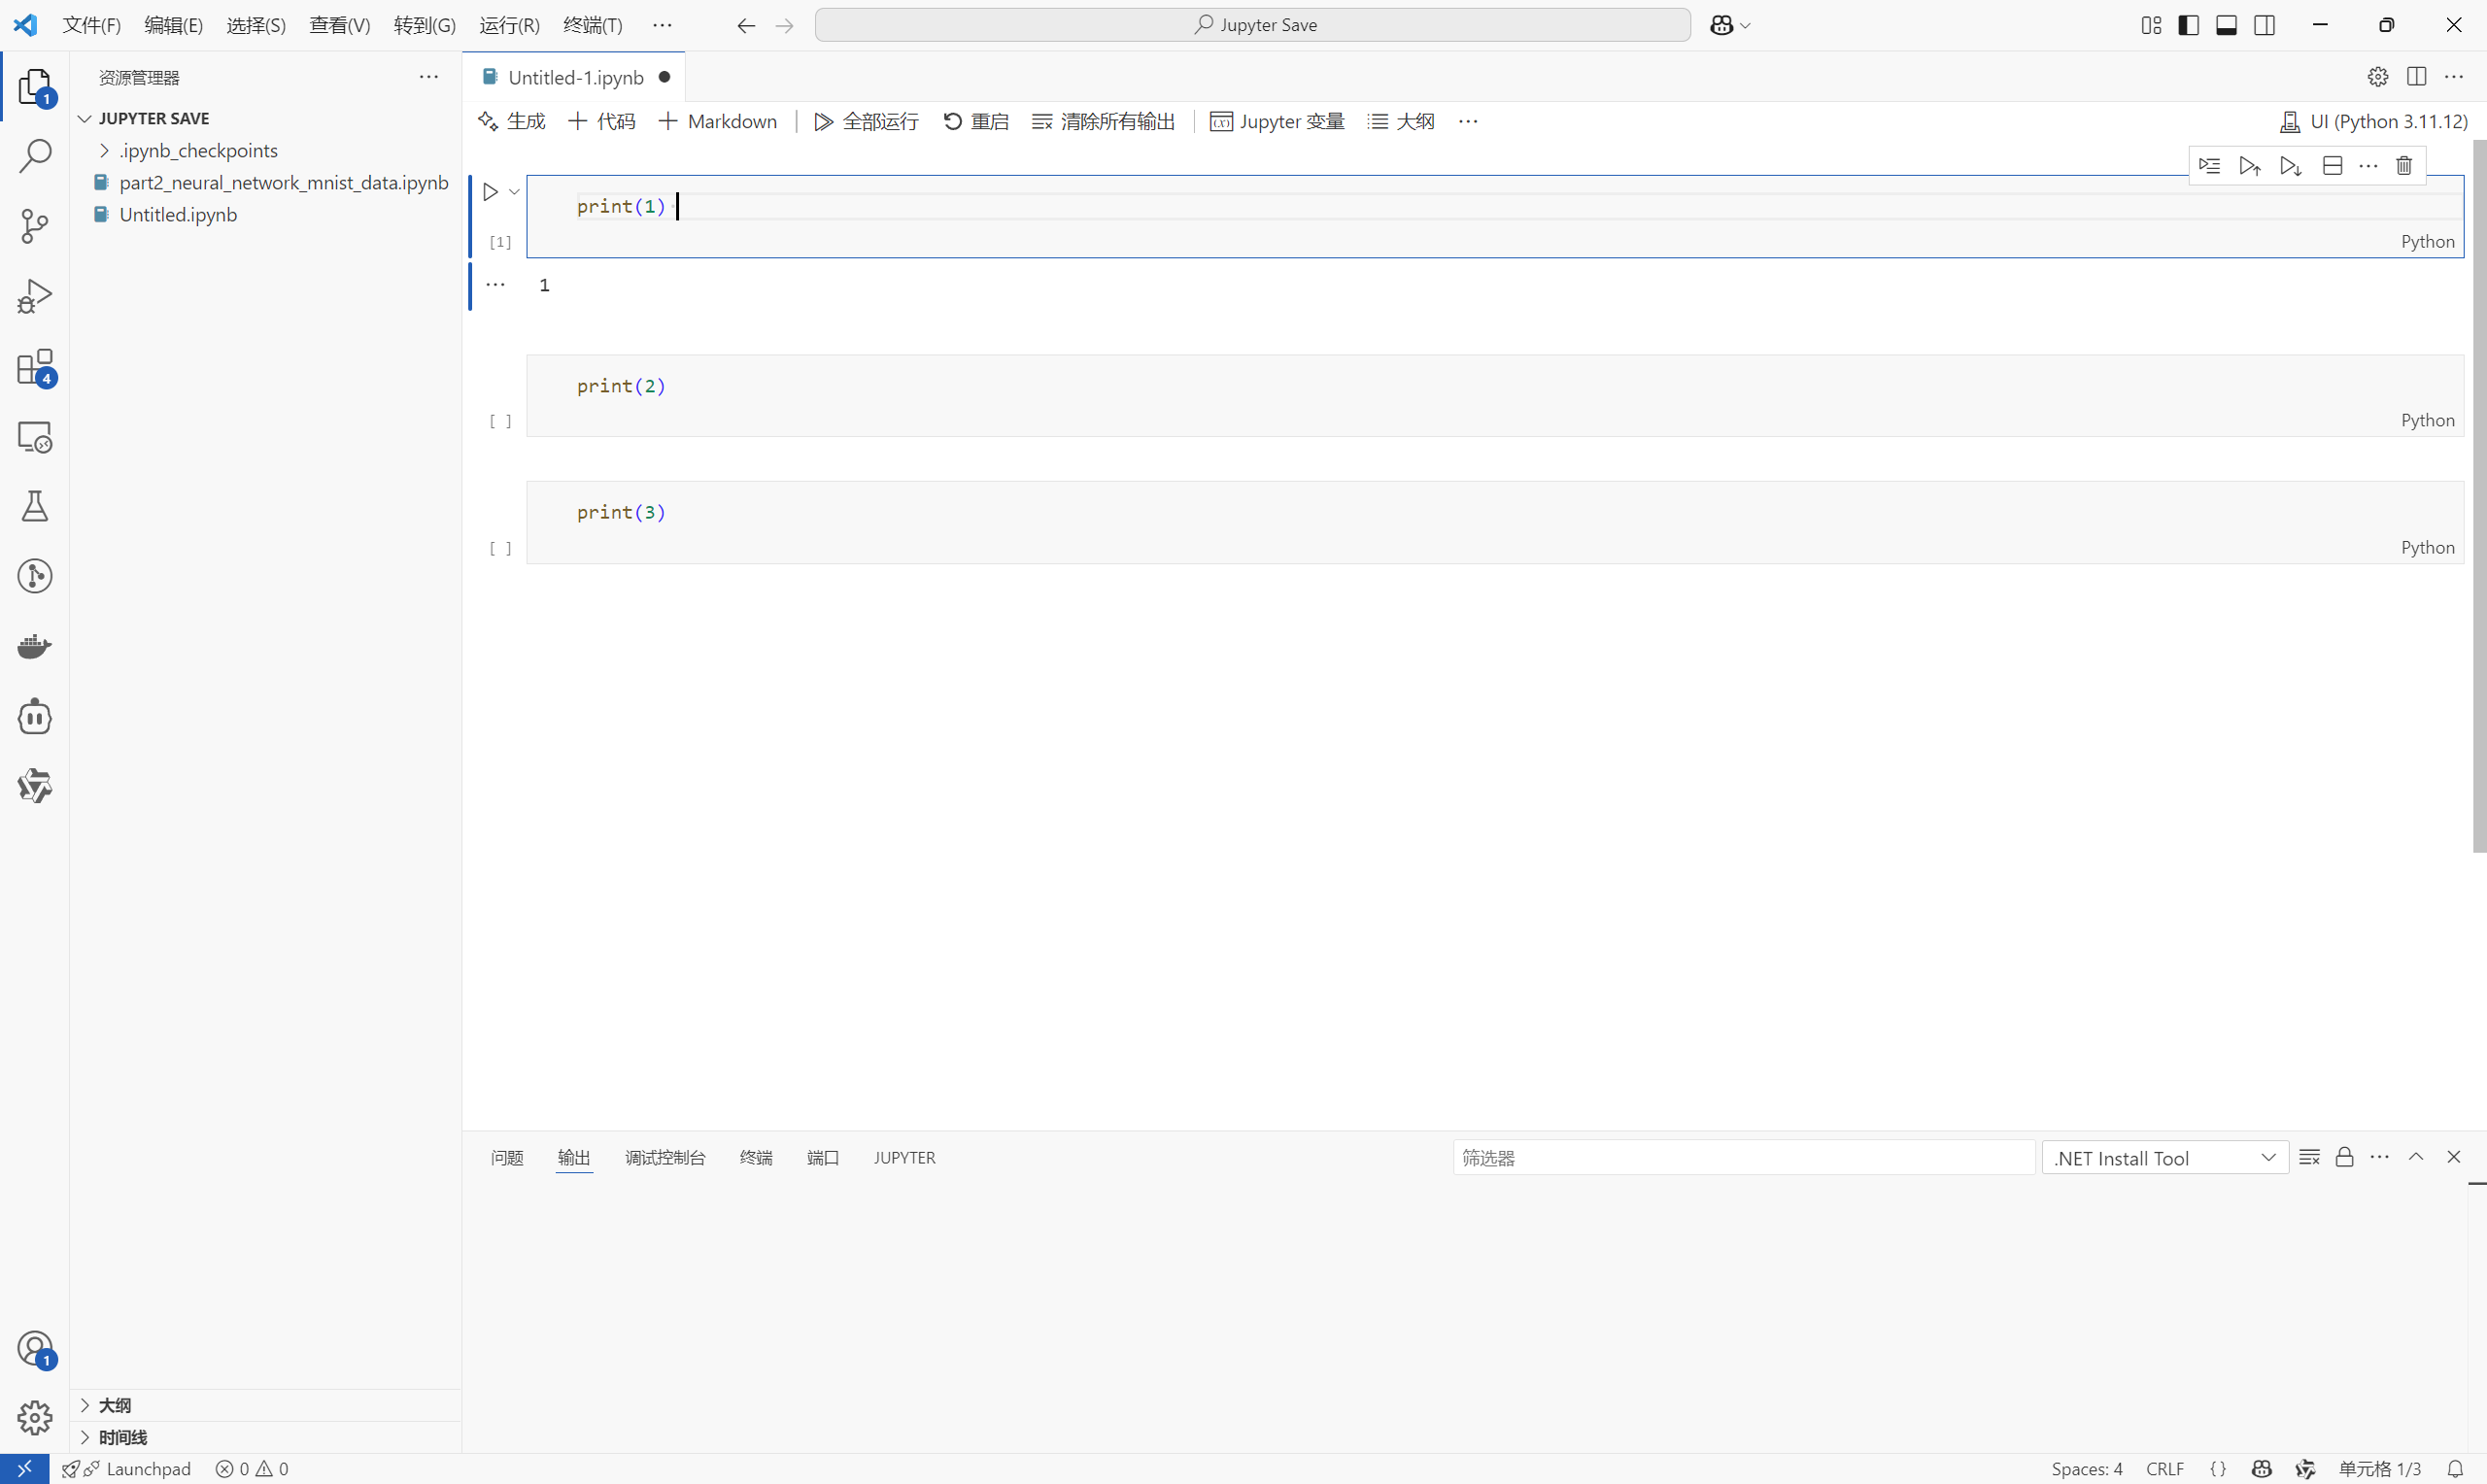 文件(F) 编辑(E) 选择(S) 查看(V) 转到(G) 运行(R) 终端(T) ··· Jupyter Save
资源管理器 ···
Untitled-1.ipynb
生成 代码 Markdown 全部运行 重启 清除所有输出 Jupyter 变量 大纲 ··· UI (Python 3.11.12)
JUPYTER SAVE
.ipynb_checkpoints
part2_neural_network_mnist_data.ipynb
Untitled.ipynb
1
4
1
print(1)
[1]
Python
1
print(2)
[ ]
Python
print(3)
[ ]
Python
问题 输出 调试控制台 终端 端口 JUPYTER 筛选器 .NET Install Tool
大纲
时间线
Launchpad 0 0 Spaces: 4 CRLF {} 单元格 1/3